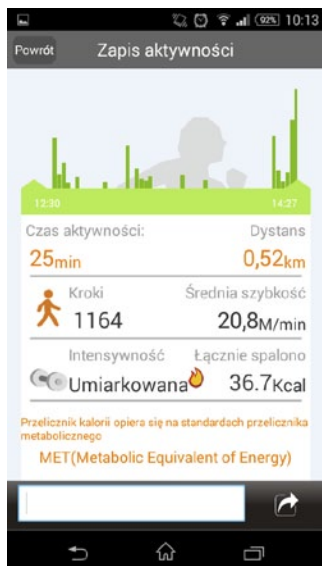 92% 10:13
Powrót Zapis aktywności
12:30 14:27
Czas aktywności: Dystans
25min 0,52km
Kroki Średnia szybkość
1164 20,8M/min
Intensywność Łącznie spalono
Umiarkowana 36.7Kcal
Przelicznik kalorii opiera się na standardach przelicznika
metabolicznego
MET(Metabolic Equivalent of Energy)